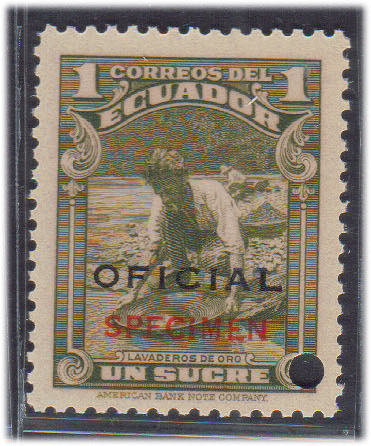 1 CORREOS DEL 1
ECUADOR
OFICIAL
SPECIMEN
LAVADEROS DE ORO
UN SUCRE
AMERICAN BANK NOTE COMPANY.